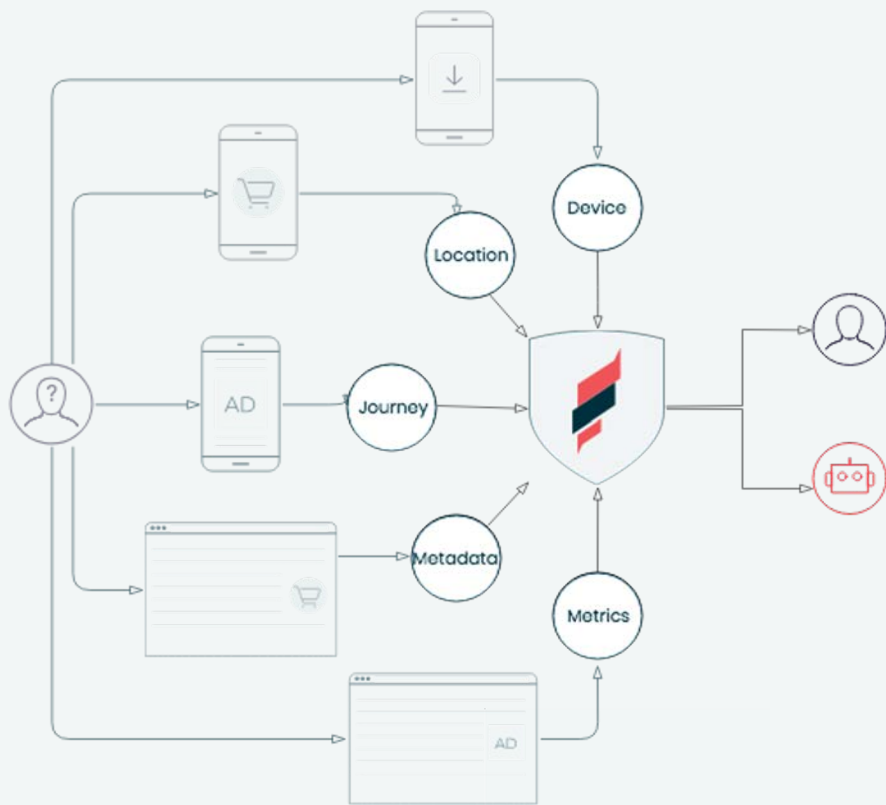 Device
Location
?
AD
Journey
Metadata
Metrics
AD